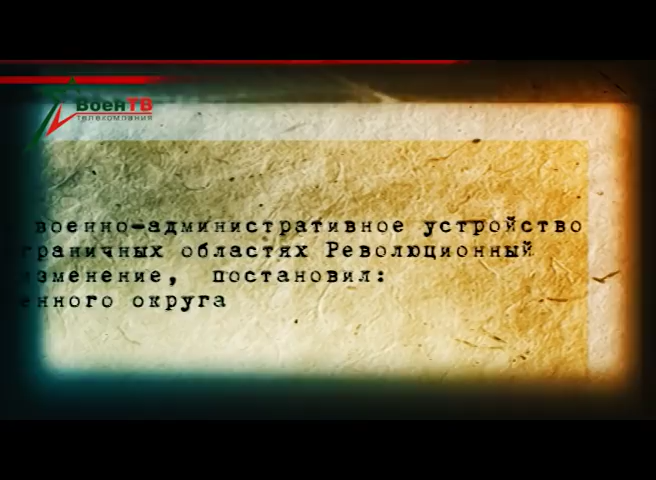 ВоенТВ
телекомпания
военно-административное устройство
граничных областях Революционный
изменение, постановил:
енного округа